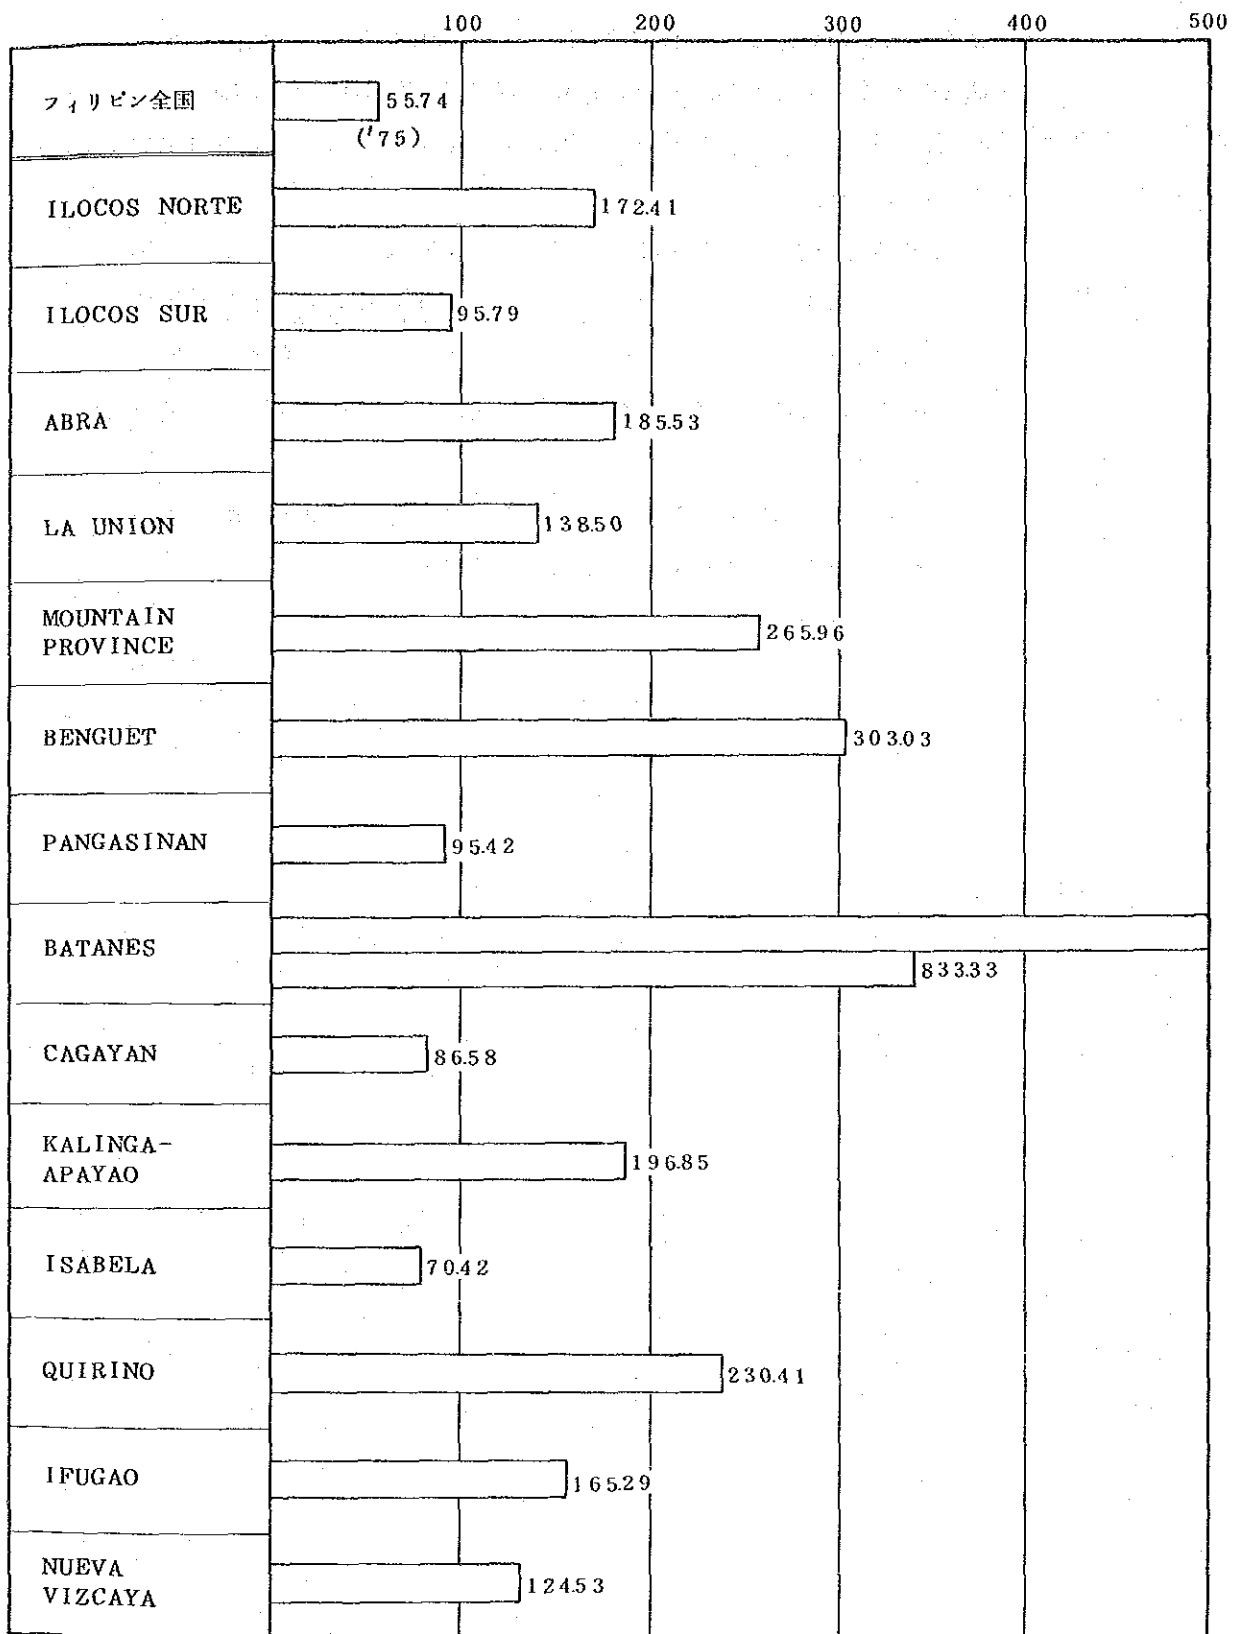 100 200 300 400 500
フィリピン全国 55.74
('75)
ILOCOS NORTE 172.41
ILOCOS SUR 95.79
ABRA 185.53
LA UNION 138.50
MOUNTAIN
PROVINCE 265.96
BENGUET 303.03
PANGASINAN 95.42
BATANES
833.33
CAGAYAN 86.58
KALINGA-
APAYAO 196.85
ISABELA 70.42
QUIRINO 230.41
IFUGAO 165.29
NUEVA
VIZCAYA 124.53